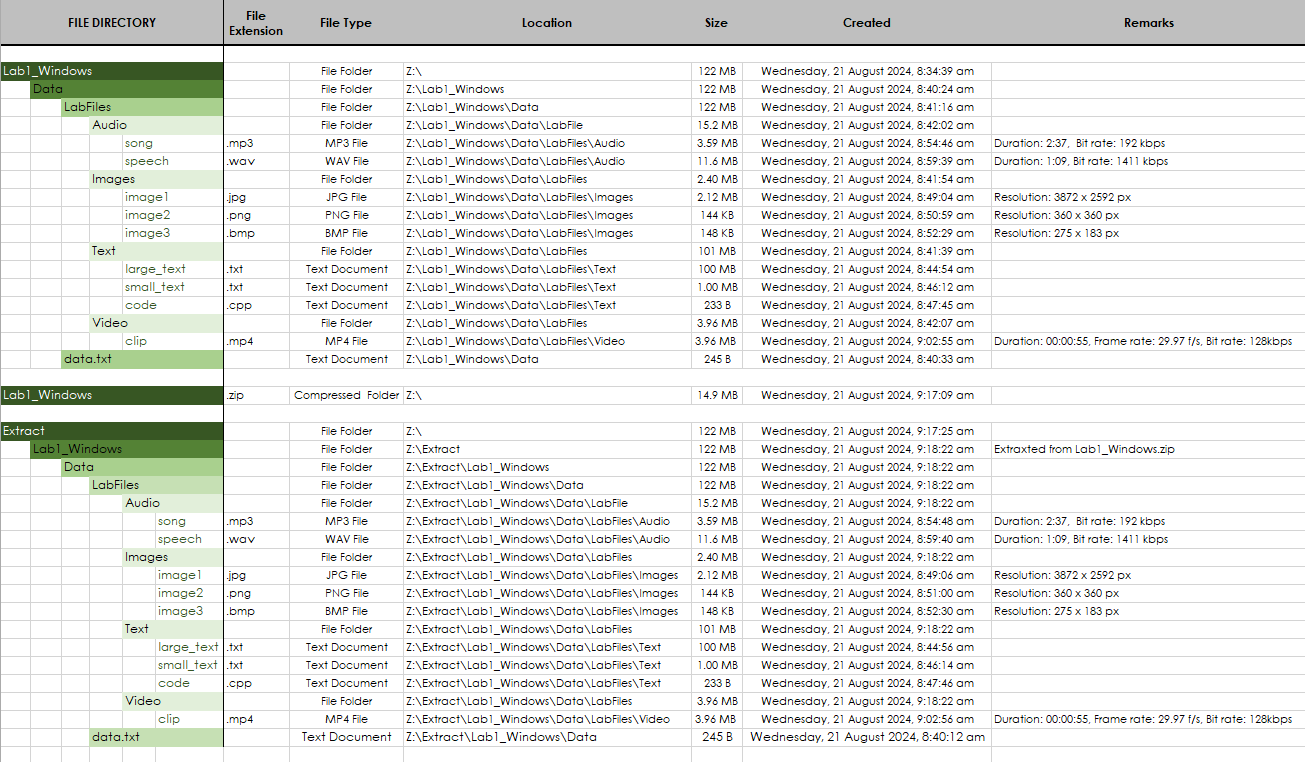 FILE DIRECTORY File Extension File Type Location Size Created Remarks
Lab1_Windows File Folder Z:\ 122 MB Wednesday, 21 August 2024, 8:34:39 am
Data File Folder Z:\Lab1_Windows 122 MB Wednesday, 21 August 2024, 8:40:24 am
LabFiles File Folder Z:\Lab1_Windows\Data 122 MB Wednesday, 21 August 2024, 8:41:16 am
Audio File Folder Z:\Lab1_Windows\Data\LabFile 15.2 MB Wednesday, 21 August 2024, 8:42:02 am
song .mp3 MP3 File Z:\Lab1_Windows\Data\LabFiles\Audio 3.59 MB Wednesday, 21 August 2024, 8:54:46 am Duration: 2:37, Bit rate: 192 kbps
speech .wav WAV File Z:\Lab1_Windows\Data\LabFiles\Audio 11.6 MB Wednesday, 21 August 2024, 8:59:39 am Duration: 1:09, Bit rate: 1411 kbps
Images File Folder Z:\Lab1_Windows\Data\LabFiles 2.40 MB Wednesday, 21 August 2024, 8:41:54 am
image1 .jpg JPG File Z:\Lab1_Windows\Data\LabFiles\Images 2.12 MB Wednesday, 21 August 2024, 8:49:04 am Resolution: 3872 x 2592 px
image2 .png PNG File Z:\Lab1_Windows\Data\LabFiles\Images 144 KB Wednesday, 21 August 2024, 8:50:59 am Resolution: 360 x 360 px
image3 .bmp BMP File Z:\Lab1_Windows\Data\LabFiles\Images 148 KB Wednesday, 21 August 2024, 8:52:29 am Resolution: 275 x 183 px
Text File Folder Z:\Lab1_Windows\Data\LabFiles 101 MB Wednesday, 21 August 2024, 8:41:39 am
large_text .txt Text Document Z:\Lab1_Windows\Data\LabFiles\Text 100 MB Wednesday, 21 August 2024, 8:44:54 am
small_text .txt Text Document Z:\Lab1_Windows\Data\LabFiles\Text 1.00 MB Wednesday, 21 August 2024, 8:46:12 am
code .cpp Text Document Z:\Lab1_Windows\Data\LabFiles\Text 233 B Wednesday, 21 August 2024, 8:47:45 am
Video File Folder Z:\Lab1_Windows\Data\LabFiles 3.96 MB Wednesday, 21 August 2024, 8:42:07 am
clip .mp4 MP4 File Z:\Lab1_Windows\Data\LabFiles\Video 3.96 MB Wednesday, 21 August 2024, 9:02:55 am Duration: 00:00:55, Frame rate: 29.97 f/s, Bit rate: 128kbps
data.txt Text Document Z:\Lab1_Windows\Data 245 B Wednesday, 21 August 2024, 8:40:33 am
Lab1_Windows .zip Compressed Folder Z:\ 14.9 MB Wednesday, 21 August 2024, 9:17:09 am
Extract File Folder Z:\ 122 MB Wednesday, 21 August 2024, 9:17:25 am
Lab1_Windows File Folder Z:\Extract 122 MB Wednesday, 21 August 2024, 9:18:22 am Extraxted from Lab1_Windows.zip
Data File Folder Z:\Extract\Lab1_Windows 122 MB Wednesday, 21 August 2024, 9:18:22 am
LabFiles File Folder Z:\Extract\Lab1_Windows\Data 122 MB Wednesday, 21 August 2024, 9:18:22 am
Audio File Folder Z:\Extract\Lab1_Windows\Data\LabFile 15.2 MB Wednesday, 21 August 2024, 9:18:22 am
song .mp3 MP3 File Z:\Extract\Lab1_Windows\Data\LabFiles\Audio 3.59 MB Wednesday, 21 August 2024, 8:54:48 am Duration: 2:37, Bit rate: 192 kbps
speech .wav WAV File Z:\Extract\Lab1_Windows\Data\LabFiles\Audio 11.6 MB Wednesday, 21 August 2024, 8:59:40 am Duration: 1:09, Bit rate: 1411 kbps
Images File Folder Z:\Extract\Lab1_Windows\Data\LabFiles 2.40 MB Wednesday, 21 August 2024, 9:18:22 am
image1 .jpg JPG File Z:\Extract\Lab1_Windows\Data\LabFiles\Images 2.12 MB Wednesday, 21 August 2024, 8:49:06 am Resolution: 3872 x 2592 px
image2 .png PNG File Z:\Extract\Lab1_Windows\Data\LabFiles\Images 144 KB Wednesday, 21 August 2024, 8:51:00 am Resolution: 360 x 360 px
image3 .bmp BMP File Z:\Extract\Lab1_Windows\Data\LabFiles\Images 148 KB Wednesday, 21 August 2024, 8:52:30 am Resolution: 275 x 183 px
Text File Folder Z:\Extract\Lab1_Windows\Data\LabFiles 101 MB Wednesday, 21 August 2024, 9:18:22 am
large_text .txt Text Document Z:\Extract\Lab1_Windows\Data\LabFiles\Text 100 MB Wednesday, 21 August 2024, 8:44:56 am
small_text .txt Text Document Z:\Extract\Lab1_Windows\Data\LabFiles\Text 1.00 MB Wednesday, 21 August 2024, 8:46:14 am
code .cpp Text Document Z:\Extract\Lab1_Windows\Data\LabFiles\Text 233 B Wednesday, 21 August 2024, 8:47:46 am
Video File Folder Z:\Extract\Lab1_Windows\Data\LabFiles 3.96 MB Wednesday, 21 August 2024, 9:18:22 am
clip .mp4 MP4 File Z:\Extract\Lab1_Windows\Data\LabFiles\Video 3.96 MB Wednesday, 21 August 2024, 9:02:56 am Duration: 00:00:55, Frame rate: 29.97 f/s, Bit rate: 128kbps
data.txt Text Document Z:\Extract\Lab1_Windows\Data 245 B Wednesday, 21 August 2024, 8:40:12 am